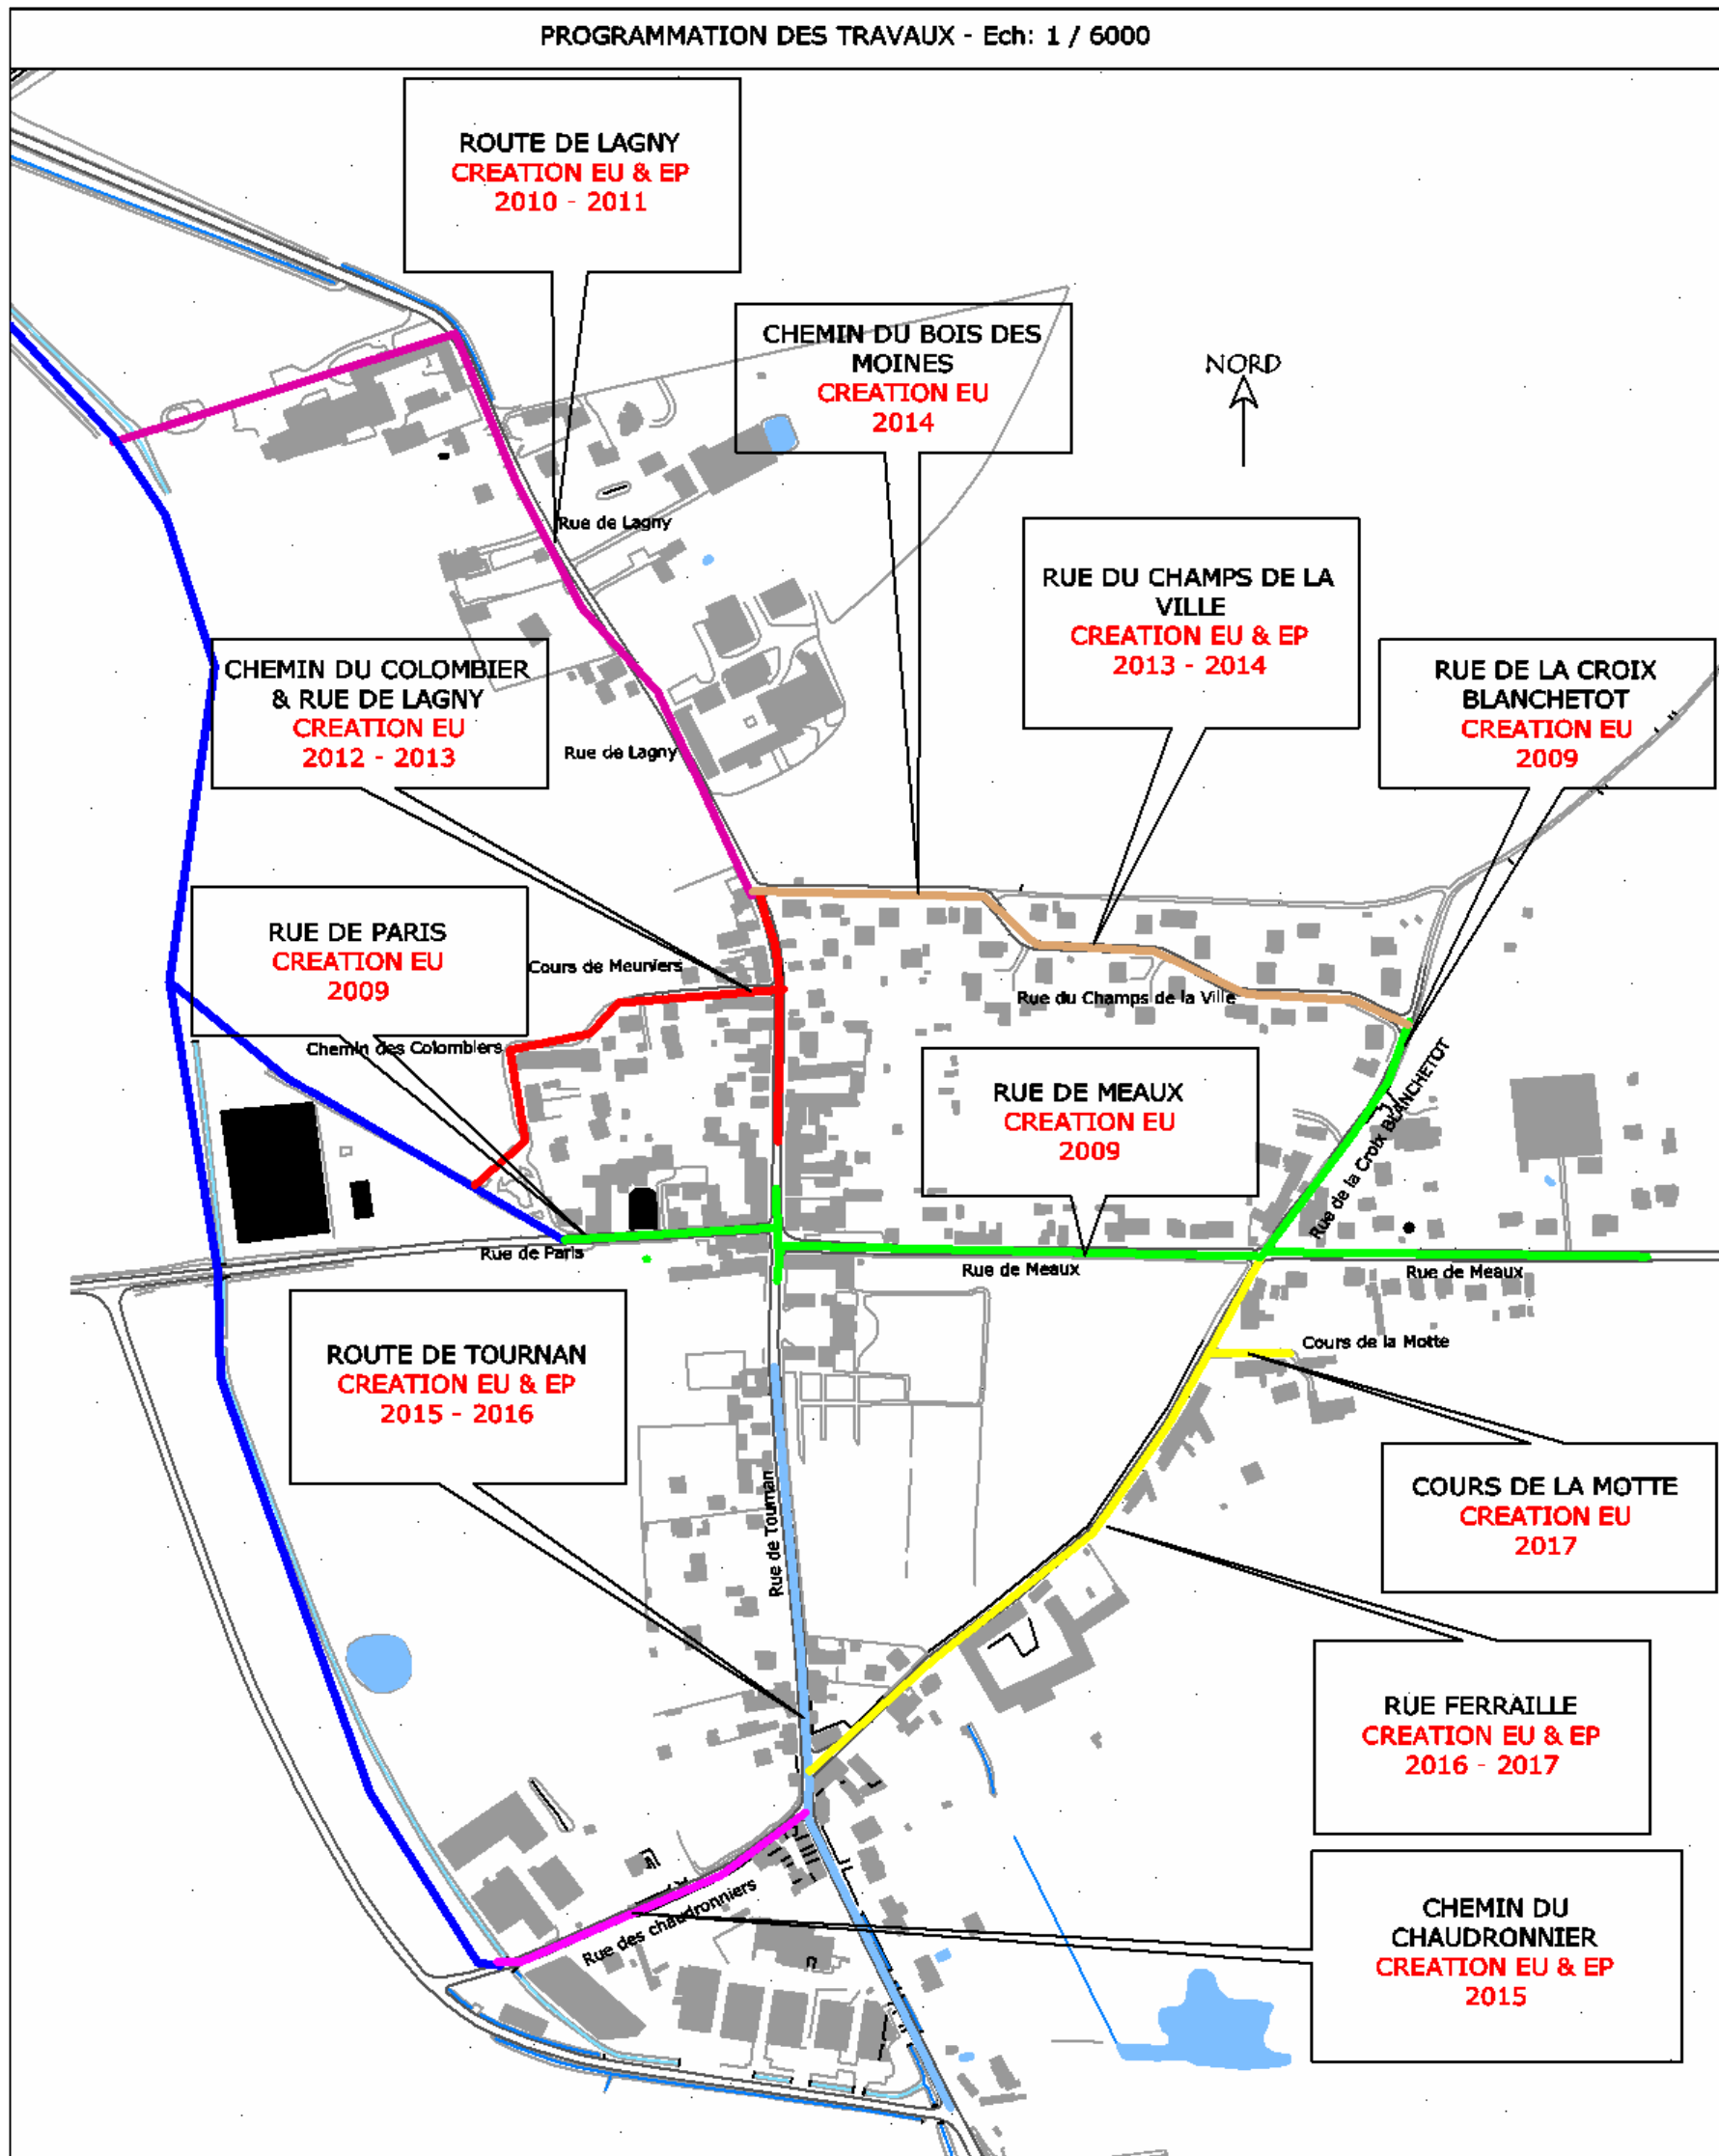 PROGRAMMATION DES TRAVAUX - Ech: 1 / 6000
ROUTE DE LAGNY
CREATION EU & EP
2010 - 2011
CHEMIN DU BOIS DES
MOINES
CREATION EU
2014
NORD
Rue de Lagny
RUE DU CHAMPS DE LA
VILLE
CREATION EU & EP
2013 - 2014
CHEMIN DU COLOMBIER
& RUE DE LAGNY
CREATION EU
2012 - 2013
RUE DE LA CROIX
BLANCHETOT
CREATION EU
2009
Rue de Lagny
RUE DE PARIS
CREATION EU
2009
Cours de Meuniers
Rue du Champs de la Ville
Chemin des Colombiers
RUE DE MEAUX
CREATION EU
2009
Rue de la Croix BLANCHETOT
Rue de Paris
Rue de Meaux
Rue de Meaux
Cours de la Motte
ROUTE DE TOURNAN
CREATION EU & EP
2015 - 2016
Rue de Tournan
COURS DE LA MOTTE
CREATION EU
2017
RUE FERRAILLE
CREATION EU & EP
2016 - 2017
Rue des chaudronniers
CHEMIN DU
CHAUDRONNIER
CREATION EU & EP
2015